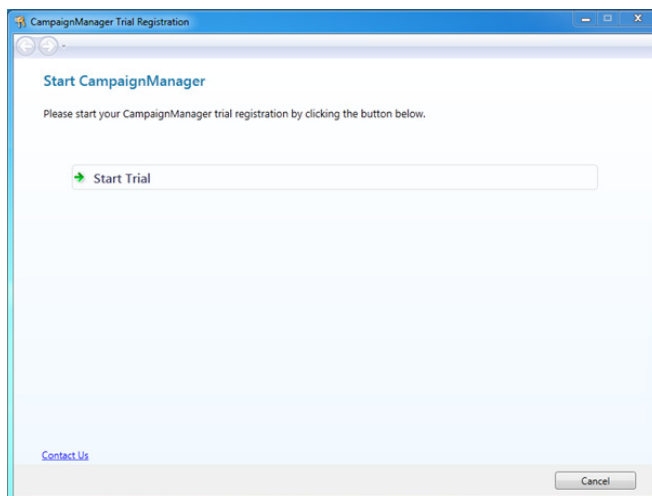 CampaignManager Trial Registration
Start CampaignManager
Please start your CampaignManager trial registration by clicking the button below.
Start Trial
Contact Us
Cancel